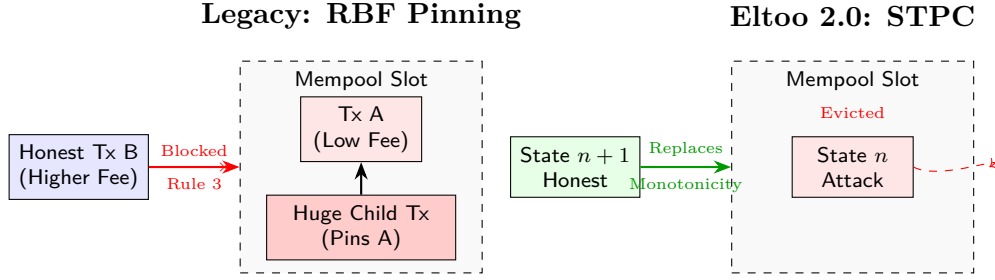 Legacy: RBF Pinning
Mempool Slot
Tx A
(Low Fee)
Honest Tx B
(Higher Fee)
Blocked
Rule 3
Huge Child Tx
(Pins A)
Eltoo 2.0: STPC
Mempool Slot
Evicted
State n + 1
Honest
Replaces
Monotonicity
State n
Attack